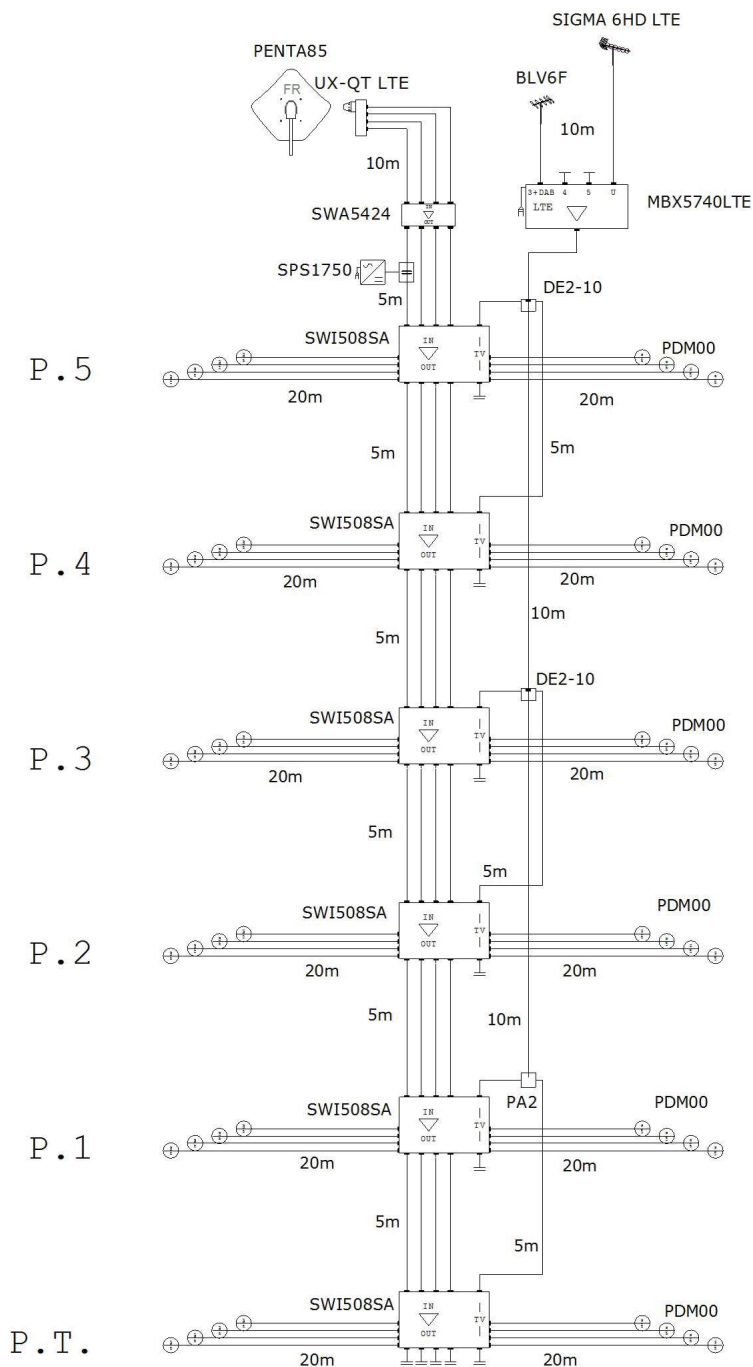 SIGMA 6HD LTE
PENTA85
BLV6F
UX-QT LTE
FR
10m
10m
3+DAB 4 5 U
LTE
MBX5740LTE
IN
SWA5424
OUT
SPS1750
DE2-10
5m
SWI508SA
IN
TV
PDM00
P.5
OUT
20m
20m
5m
5m
SWI508SA
IN
TV
PDM00
P.4
OUT
20m
20m
10m
5m
DE2-10
SWI508SA
IN
TV
PDM00
P.3
OUT
20m
20m
5m
5m
SWI508SA
IN
TV
PDM00
P.2
OUT
20m
20m
5m
10m
PA2
SWI508SA
IN
TV
PDM00
P.1
OUT
20m
20m
5m
5m
SWI508SA
IN
TV
PDM00
P.T.
OUT
20m
20m